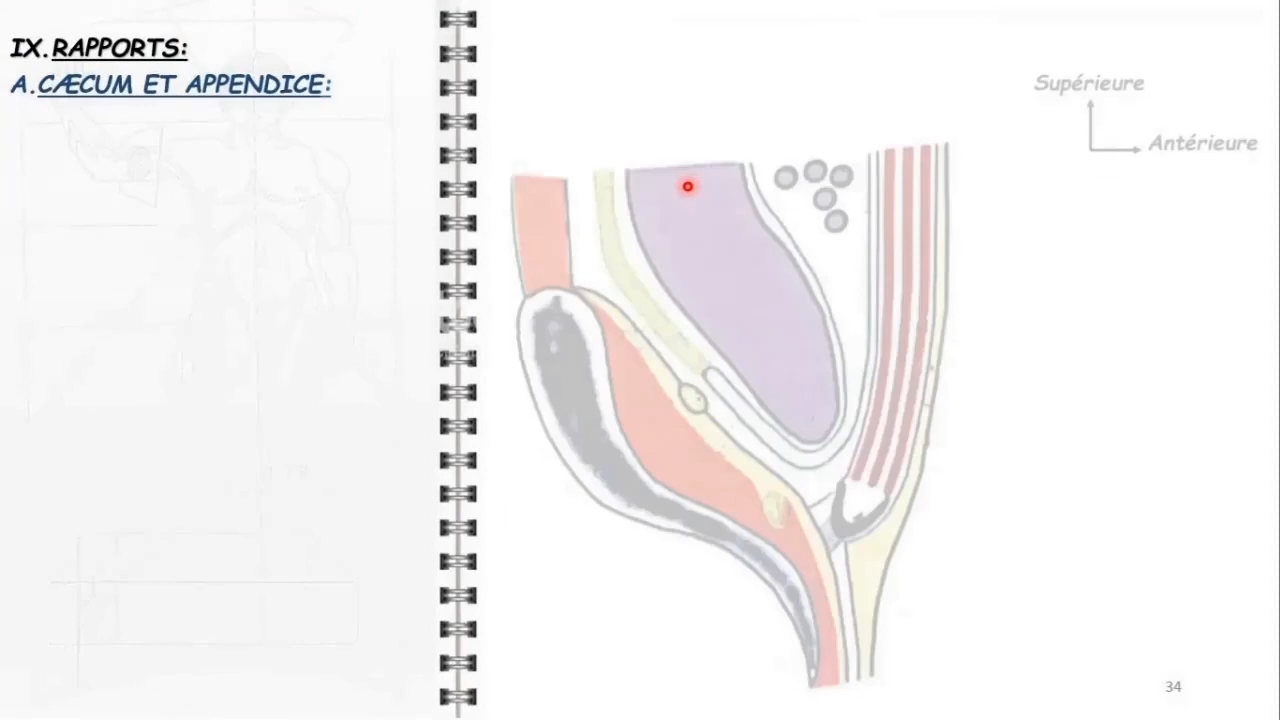 IX. RAPPORTS:
A. CÆCUM ET APPENDICE:
Supérieure
Antérieure
34